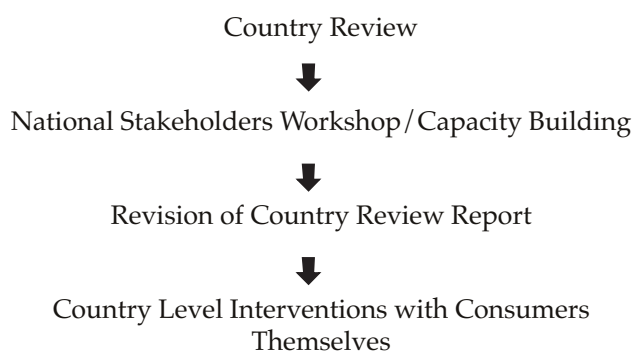 Country Review
National Stakeholders Workshop/Capacity Building
Revision of Country Review Report
Country Level Interventions with Consumers
Themselves